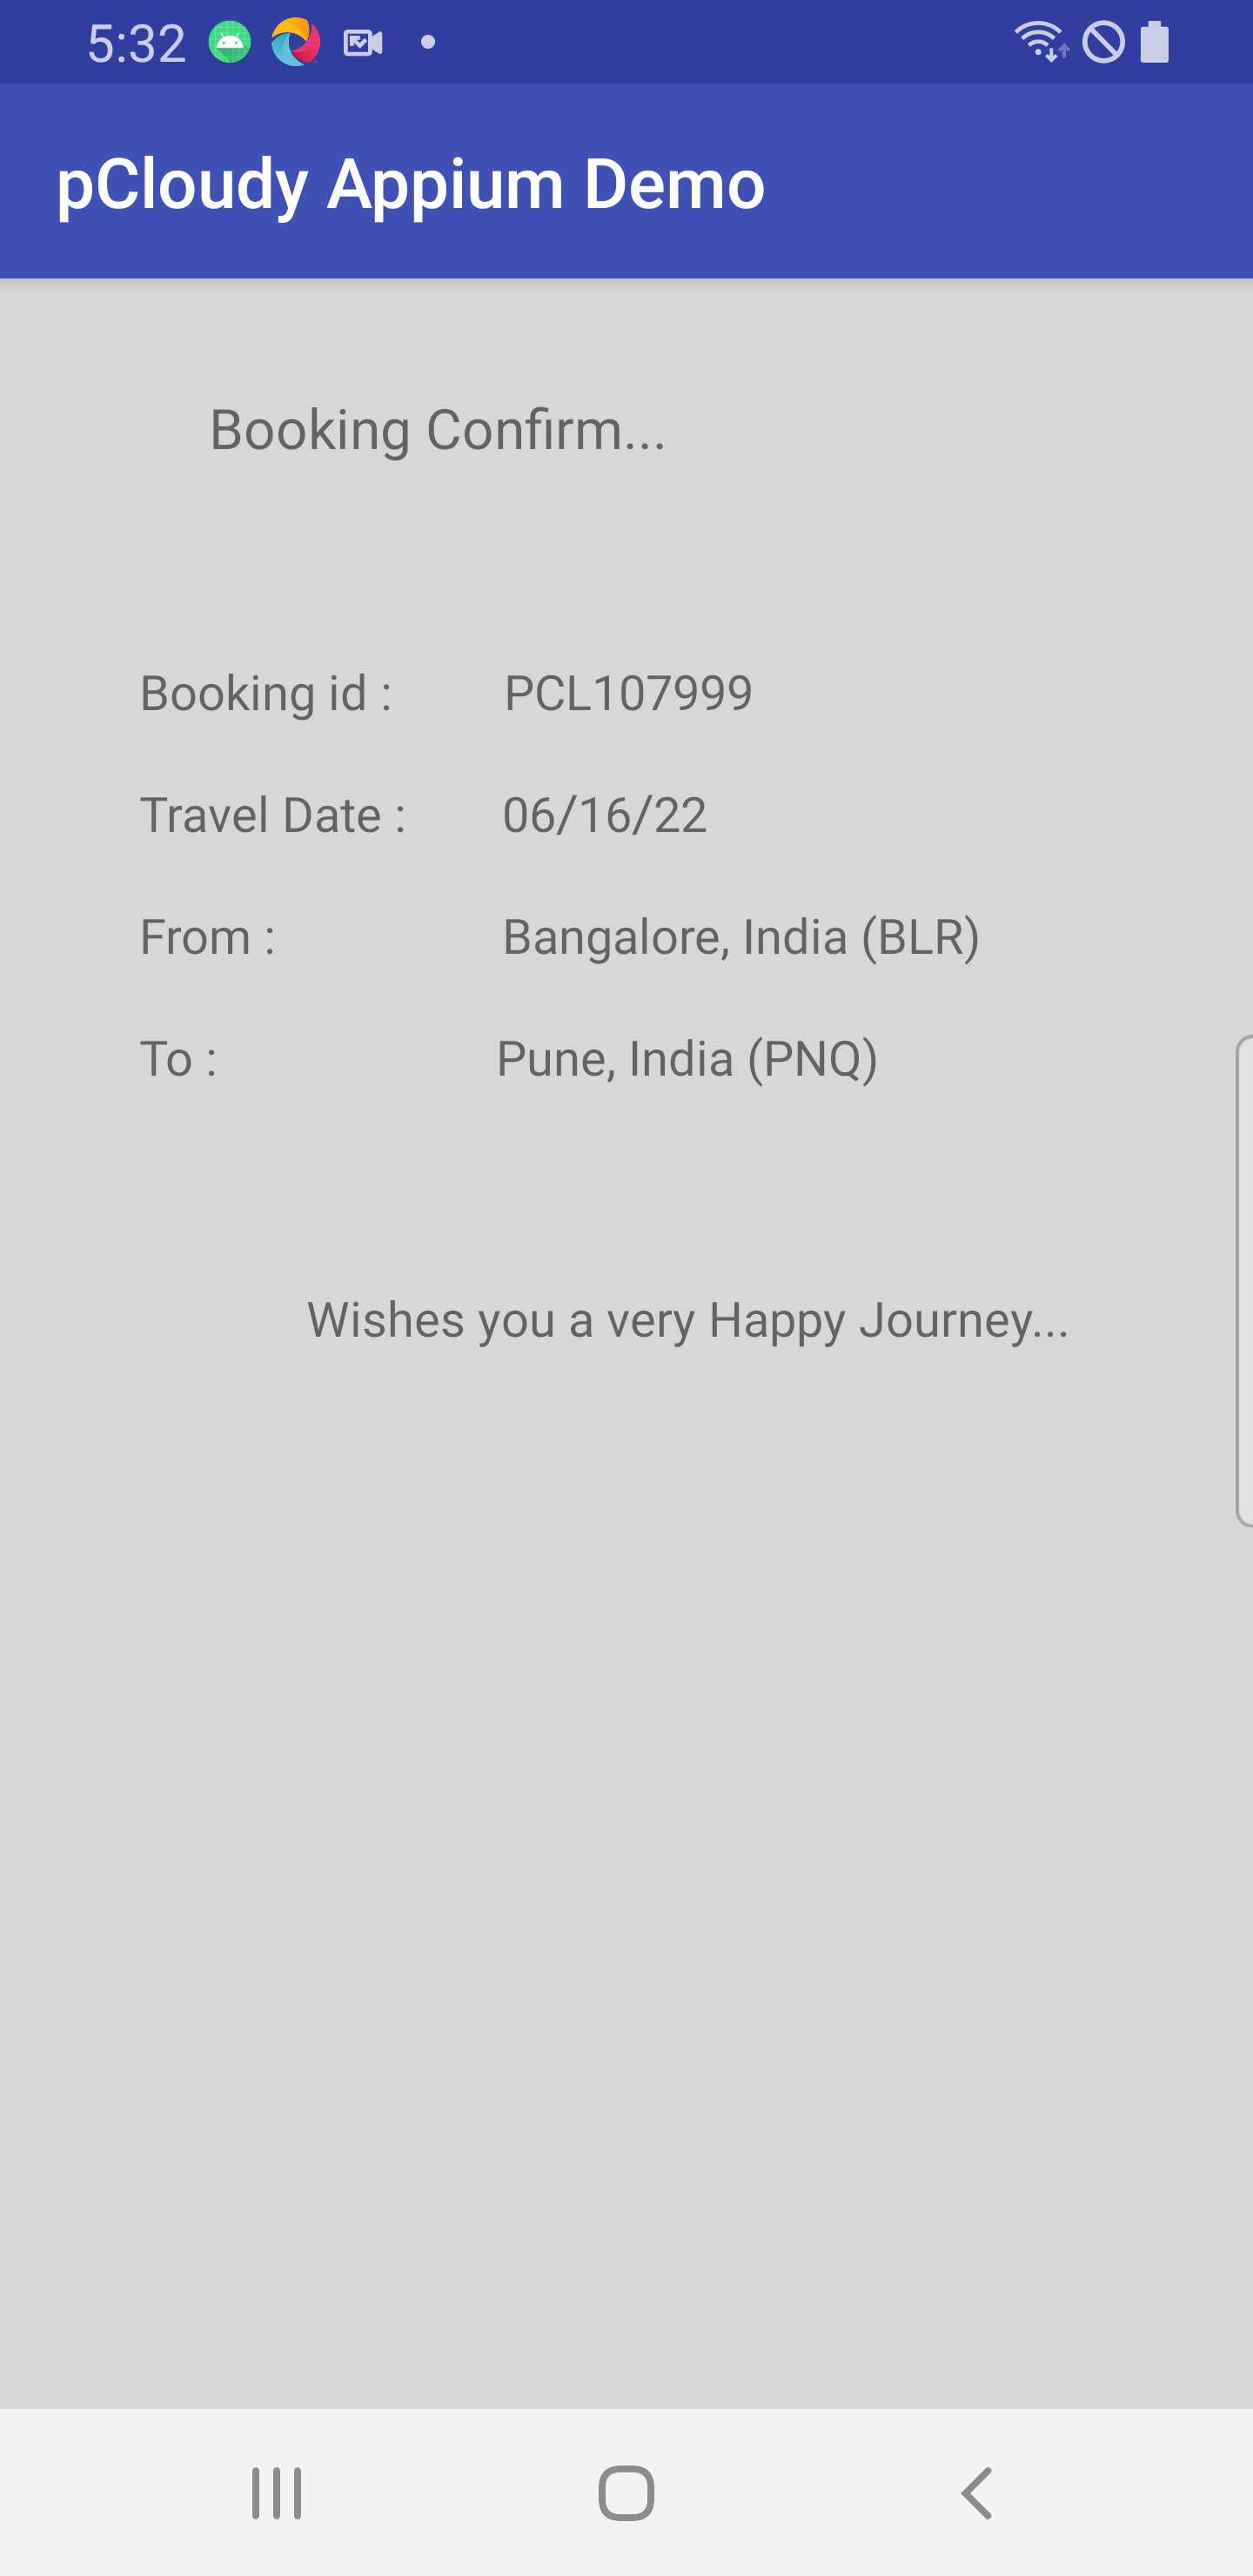 5:32
pCloudy Appium Demo
Booking Confirm...
Booking id : PCL107999
Travel Date : 06/16/22
From : Bangalore, India (BLR)
To : Pune, India (PNQ)
Wishes you a very Happy Journey...